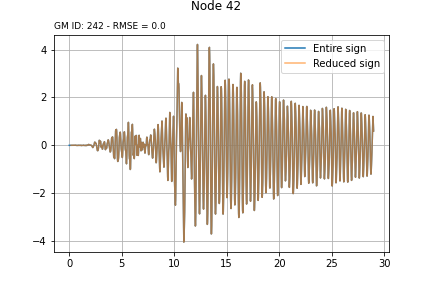 Node 42
GM ID: 242 - RMSE = 0.0
Entire sign
Reduced sign
4
2
0
−2
−4
0 5 10 15 20 25 30